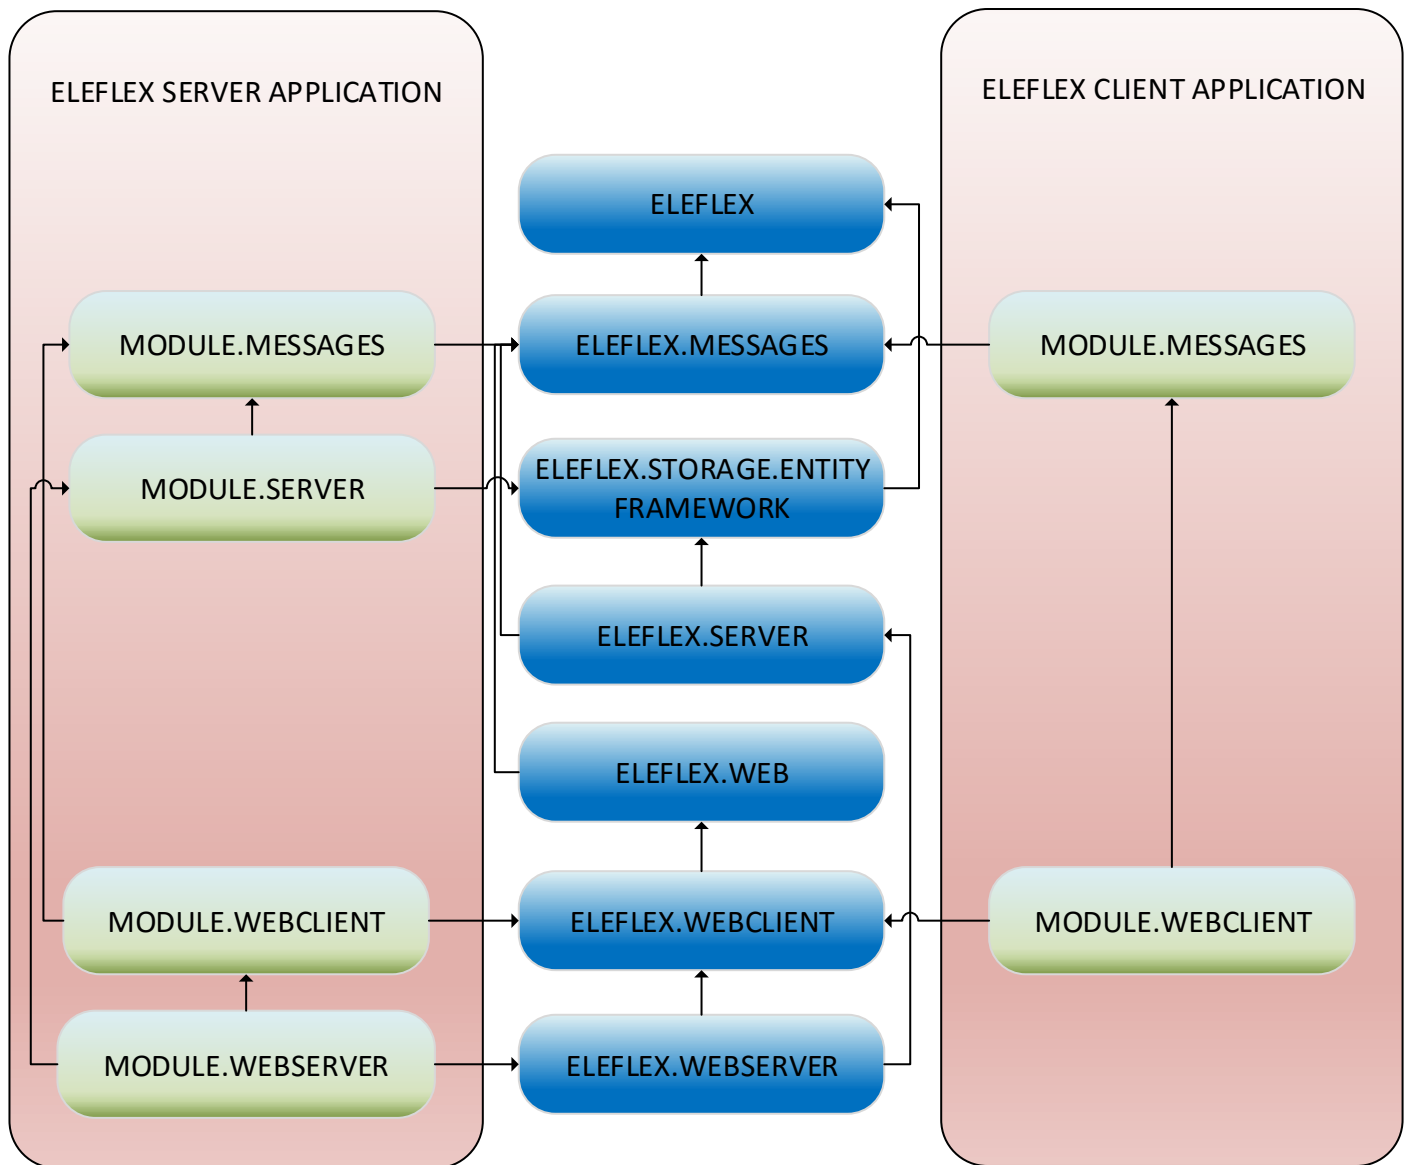 ELEFLEX SERVER APPLICATION
ELEFLEX CLIENT APPLICATION
ELEFLEX
MODULE.MESSAGES
ELEFLEX.MESSAGES
MODULE.MESSAGES
MODULE.SERVER
ELEFLEX.STORAGE.ENTITY
FRAMEWORK
ELEFLEX.SERVER
ELEFLEX.WEB
MODULE.WEBCLIENT
ELEFLEX.WEBCLIENT
MODULE.WEBCLIENT
MODULE.WEBSERVER
ELEFLEX.WEBSERVER